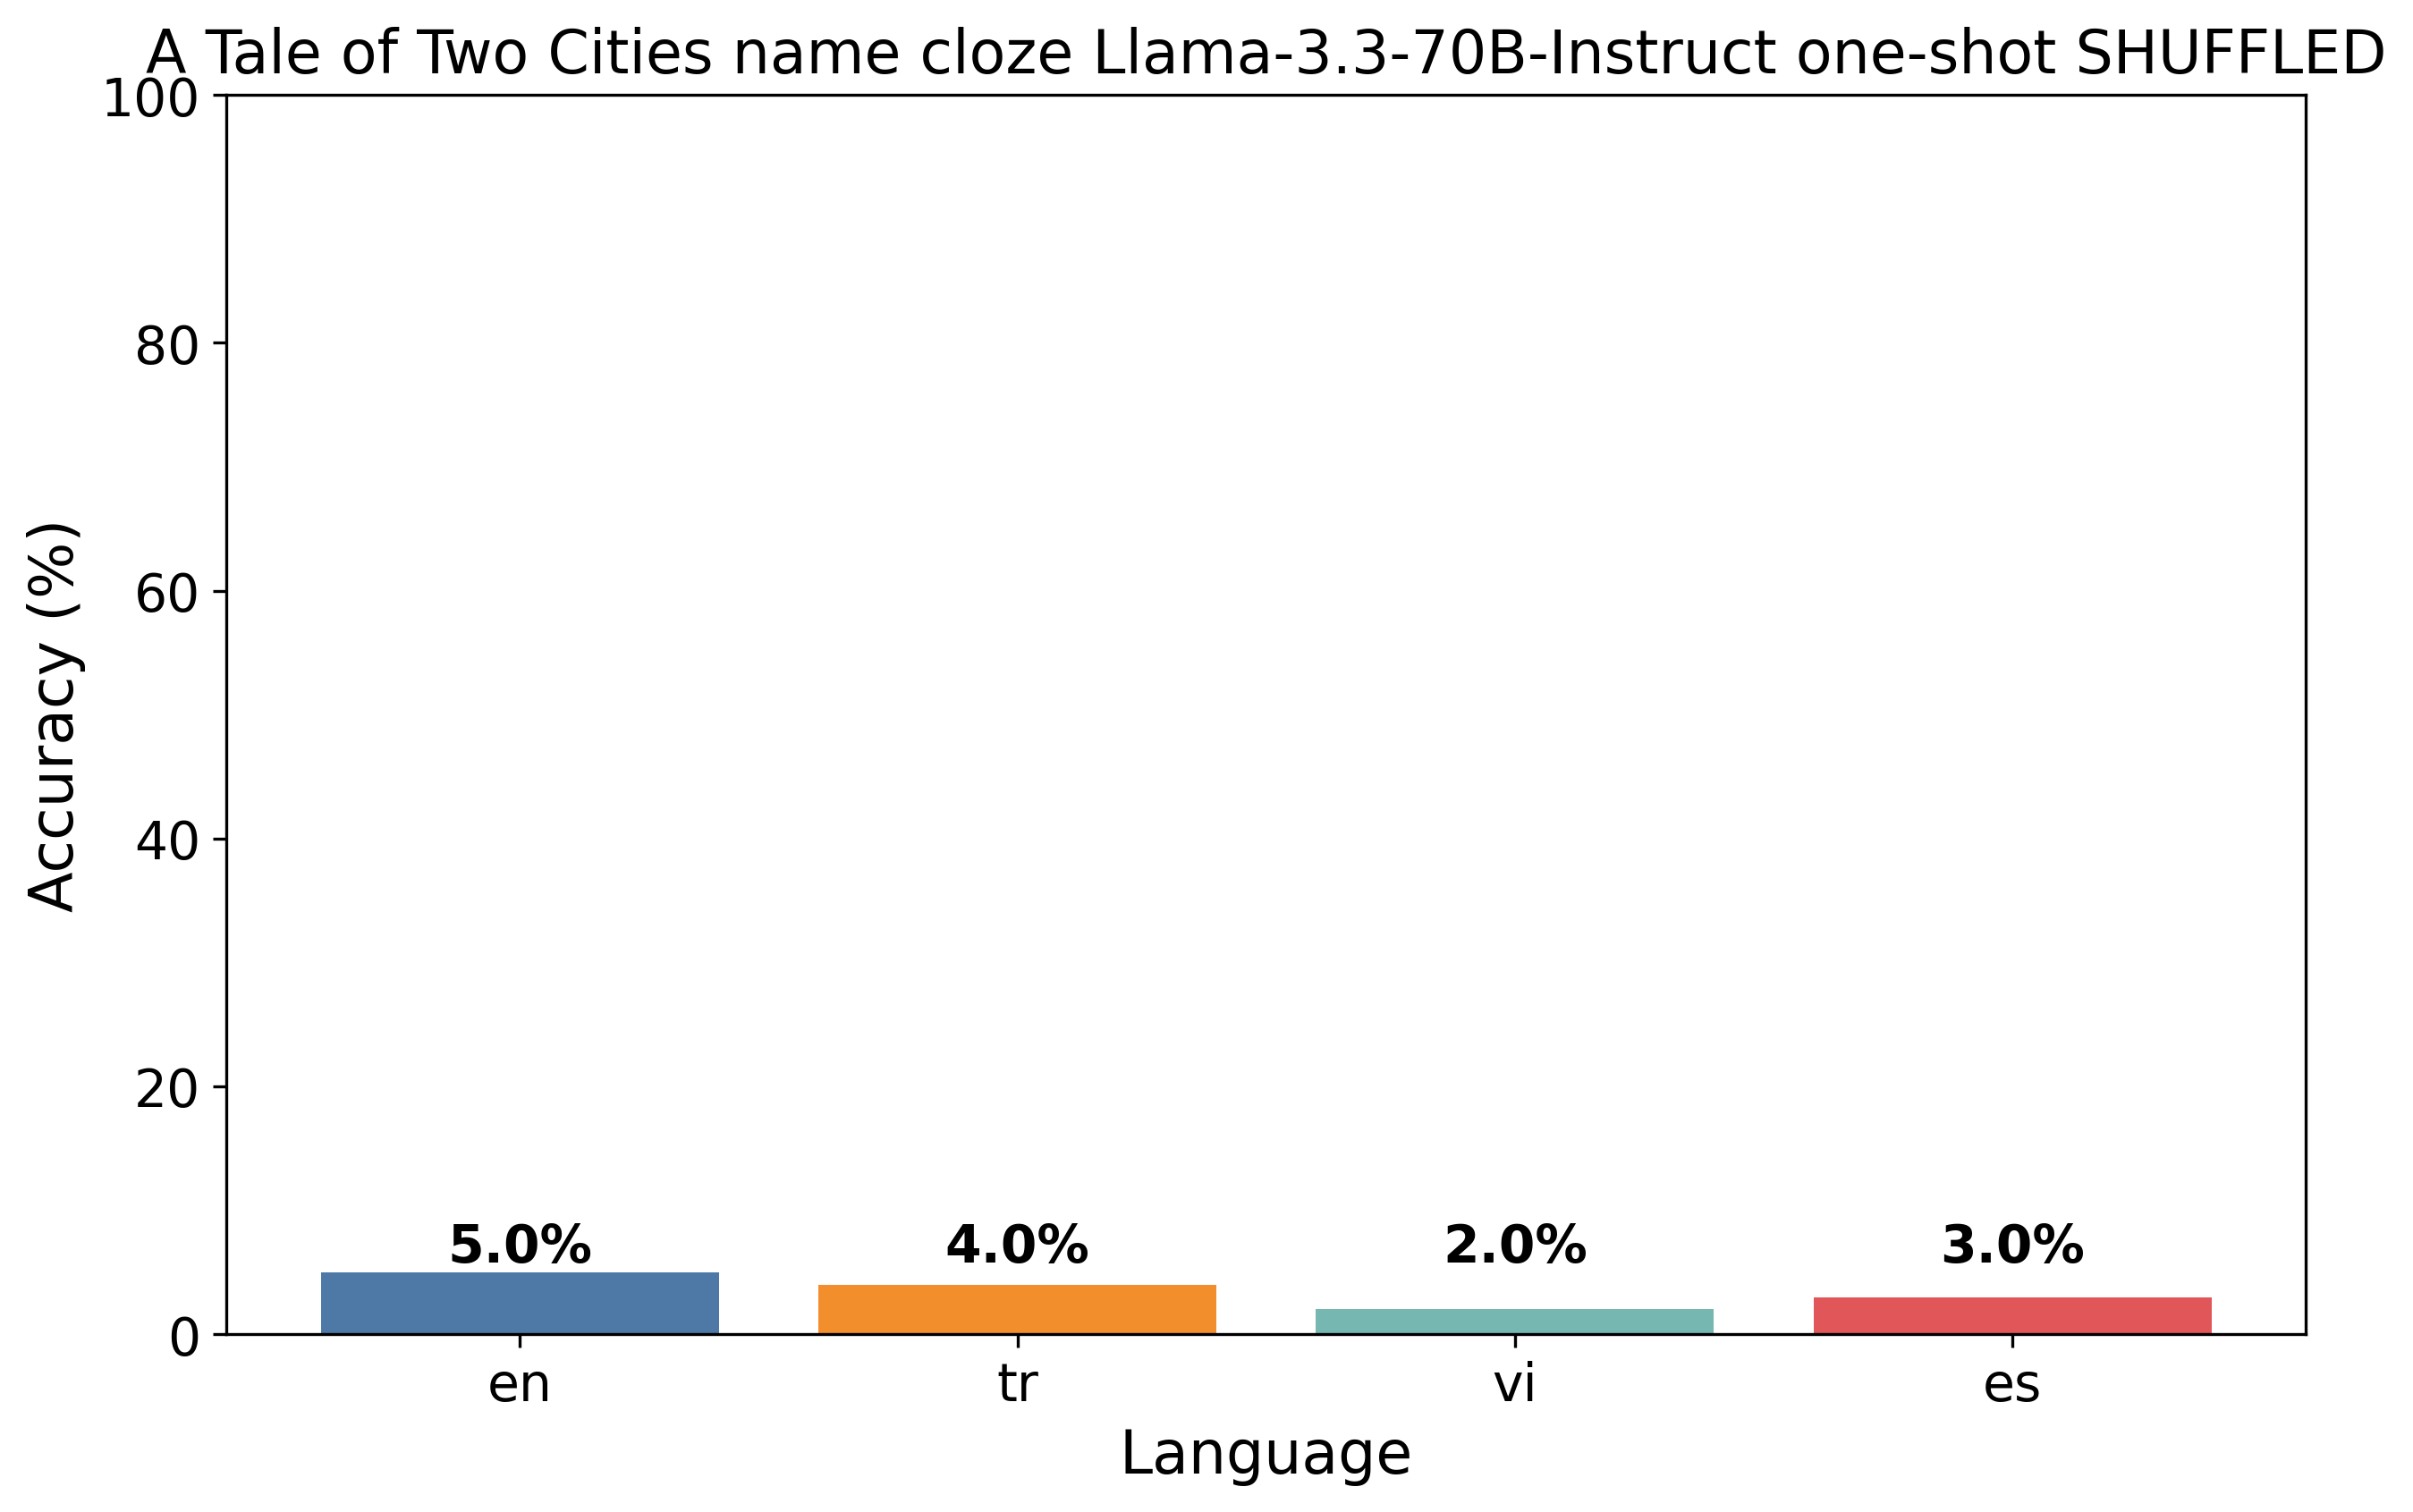 A Tale of Two Cities name cloze Llama-3.3-70B-Instruct one-shot SHUFFLED
100
80
60
40
20
0
Accuracy (%)
5.0%
4.0%
2.0%
3.0%
en
tr
vi
es
Language